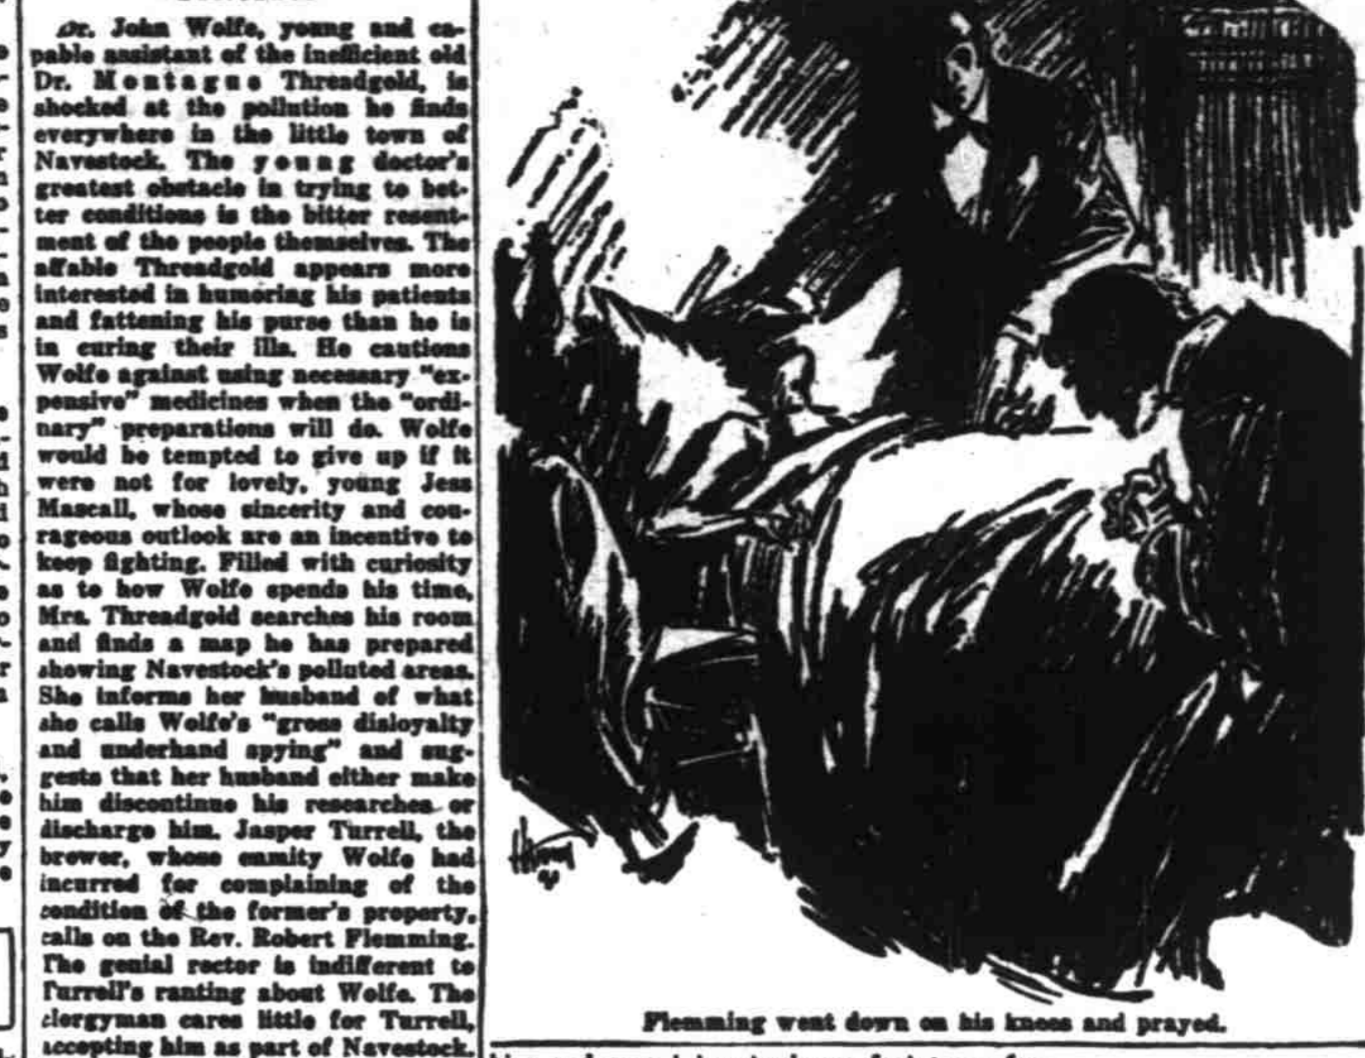 Dr. John Wolfe, young and ca-
pable assistant of the inefficient old
Dr. Montague Threadgold, is
shocked at the pollution he finds
everywhere in the little town of
Navestock. The young doctor's
greatest obstacle in trying to bet-
ter conditions is the bitter resent-
ment of the people themselves. The
affable Threadgold appears more
interested in humoring his patients
and fattening his purse than he is
in curing their ills. He cautions
Wolfe against using necessary "ex-
pensive" medicines when the "ordi-
nary" preparations will do. Wolfe
would be tempted to give up if it
were not for lovely, young Jess
Mascall, whose sincerity and cou-
rageous outlook are an incentive to
keep fighting. Filled with curiosity
as to how Wolfe spends his time,
Mrs. Threadgold searches his room
and finds a map he has prepared
showing Navestock's polluted areas.
She informs her husband of what
she calls Wolfe's "gross disloyalty
and underhand spying" and sug-
gests that her husband either make
him discontinue his researches or
discharge him. Jasper Turrell, the
brewer, whose enmity Wolfe had
incurred for complaining of the
condition of the former's property,
calls on the Rev. Robert Flemming.
The genial rector is indifferent to
Turrell's ranting about Wolfe. The
clergyman cares little for Turrell,
accepting him as part of Navestock.
Flemming went down on his knees and prayed.